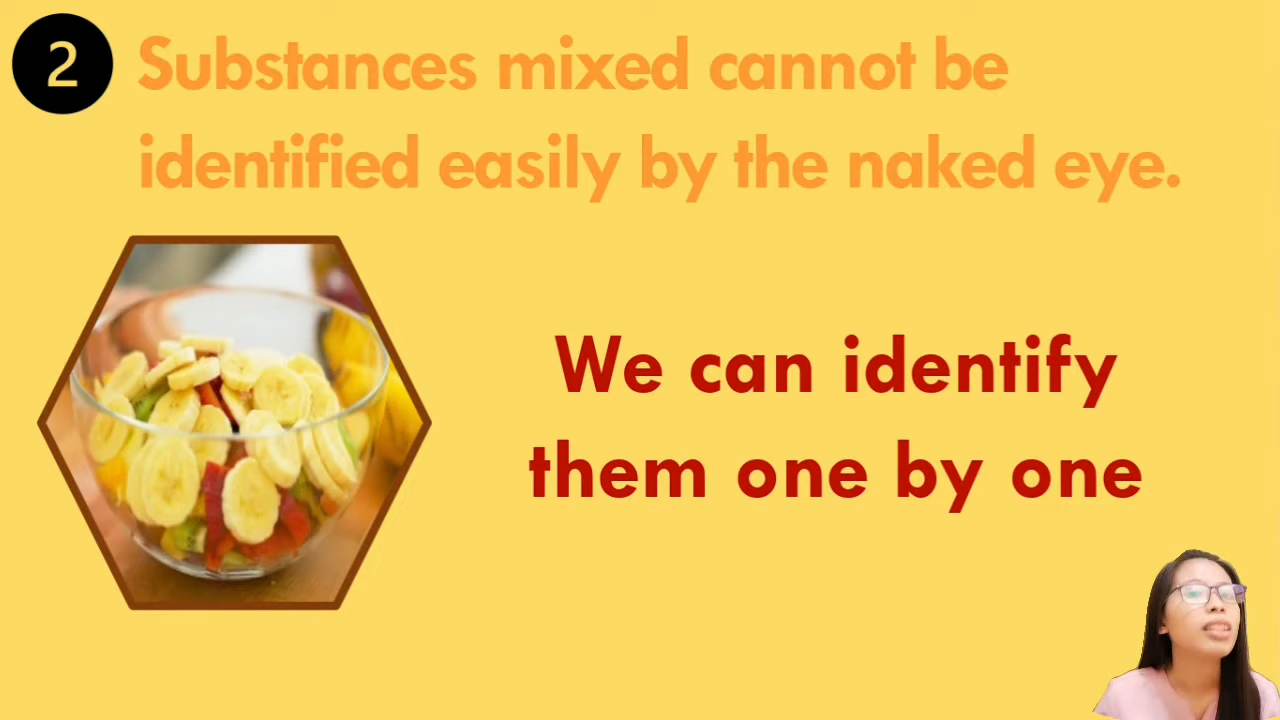 2 Substances mixed cannot be
identified easily by the naked eye.
We can identify
them one by one